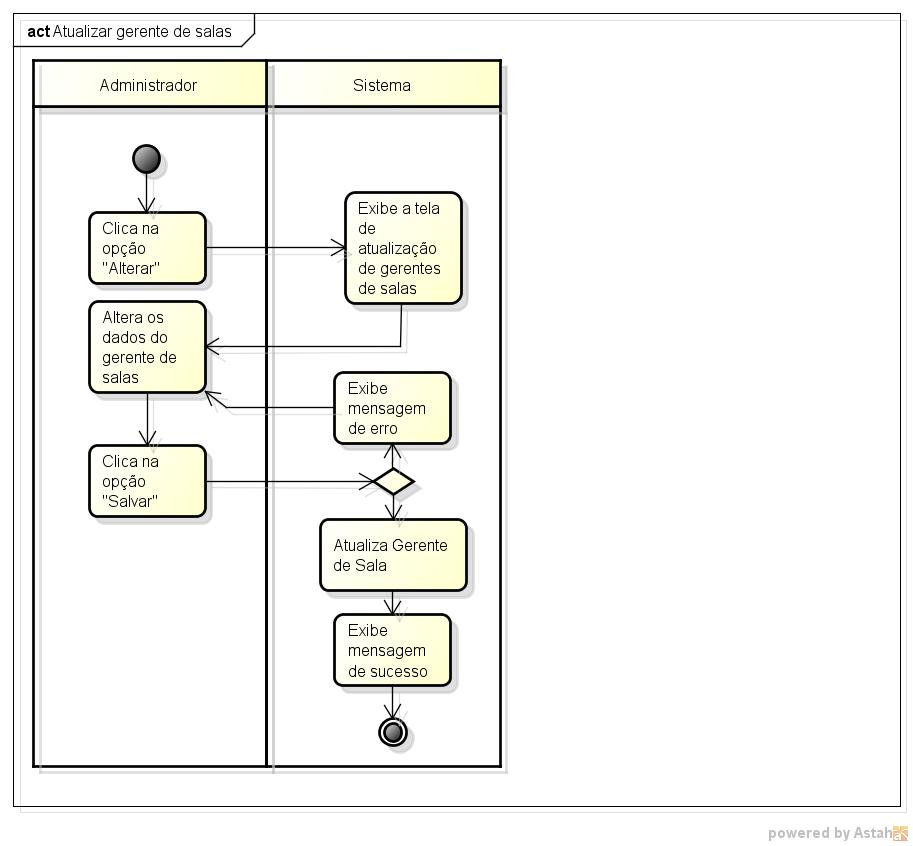 act Atualizar gerente de salas
Administrador
Sistema
Clica na
opção
"Alterar"
Exibe a tela
de
atualização
de gerentes
de salas
Altera os
dados do
gerente de
salas
Exibe
mensagem
de erro
Clica na
opção
"Salvar"
Atualiza Gerente
de Sala
Exibe
mensagem
de sucesso
powered by Astah